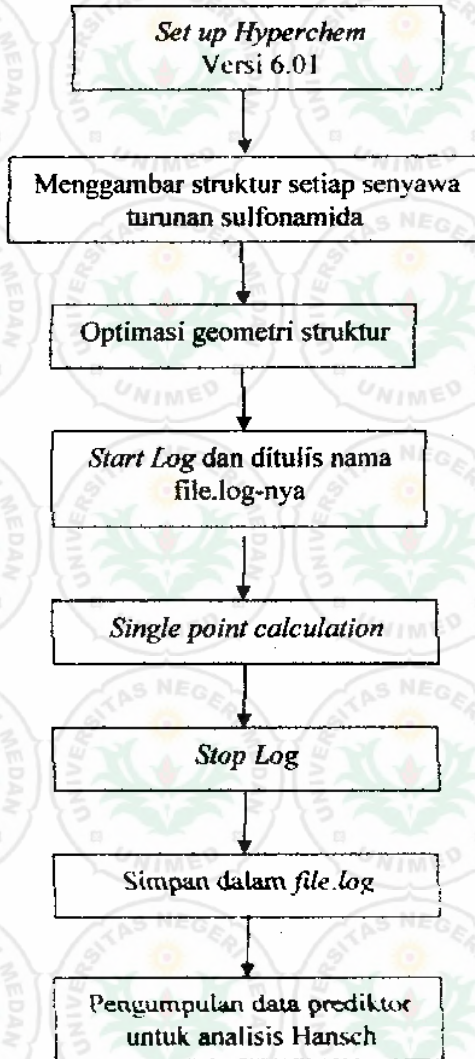 Set up Hyperchem
Versi 6.01
Menggambar struktur setiap senyawa
turunan sulfonamida
Optimasi geometri struktur
Start Log dan ditulis nama
file.log-nya
Single point calculation
Stop Log
Simpan dalam file.log
Pengumpulan data prediktor
untuk analisis Hansch